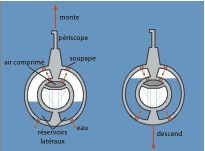 monte
périscope
air comprimé
soupape
eau
réservoirs
latéraux
descend